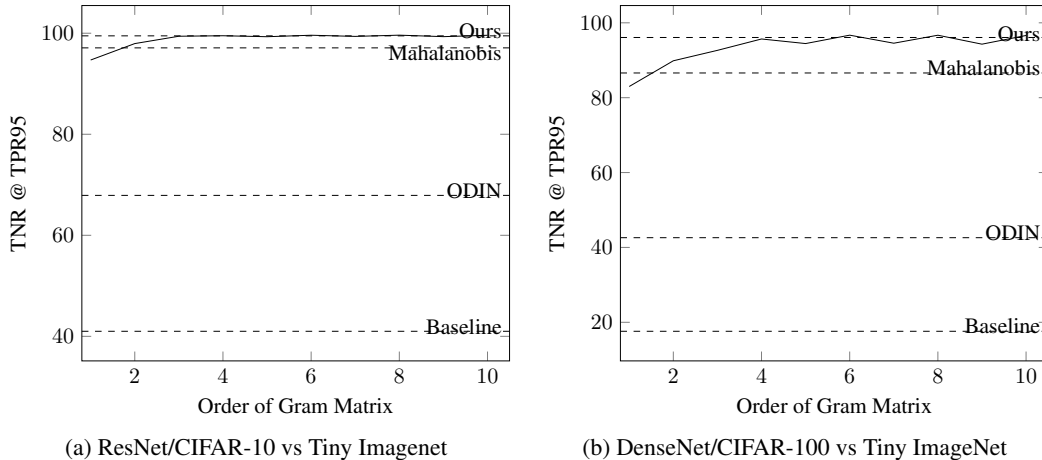 100
80
60
40
TNR @ TPR95
Ours
Mahalanobis
ODIN
Baseline
2 4 6 8 10
Order of Gram Matrix
(a) ResNet/CIFAR-10 vs Tiny Imagenet
100
80
60
40
20
TNR @ TPR95
Ours
Mahalanobis
ODIN
Baseline
2 4 6 8 10
Order of Gram Matrix
(b) DenseNet/CIFAR-100 vs Tiny ImageNet